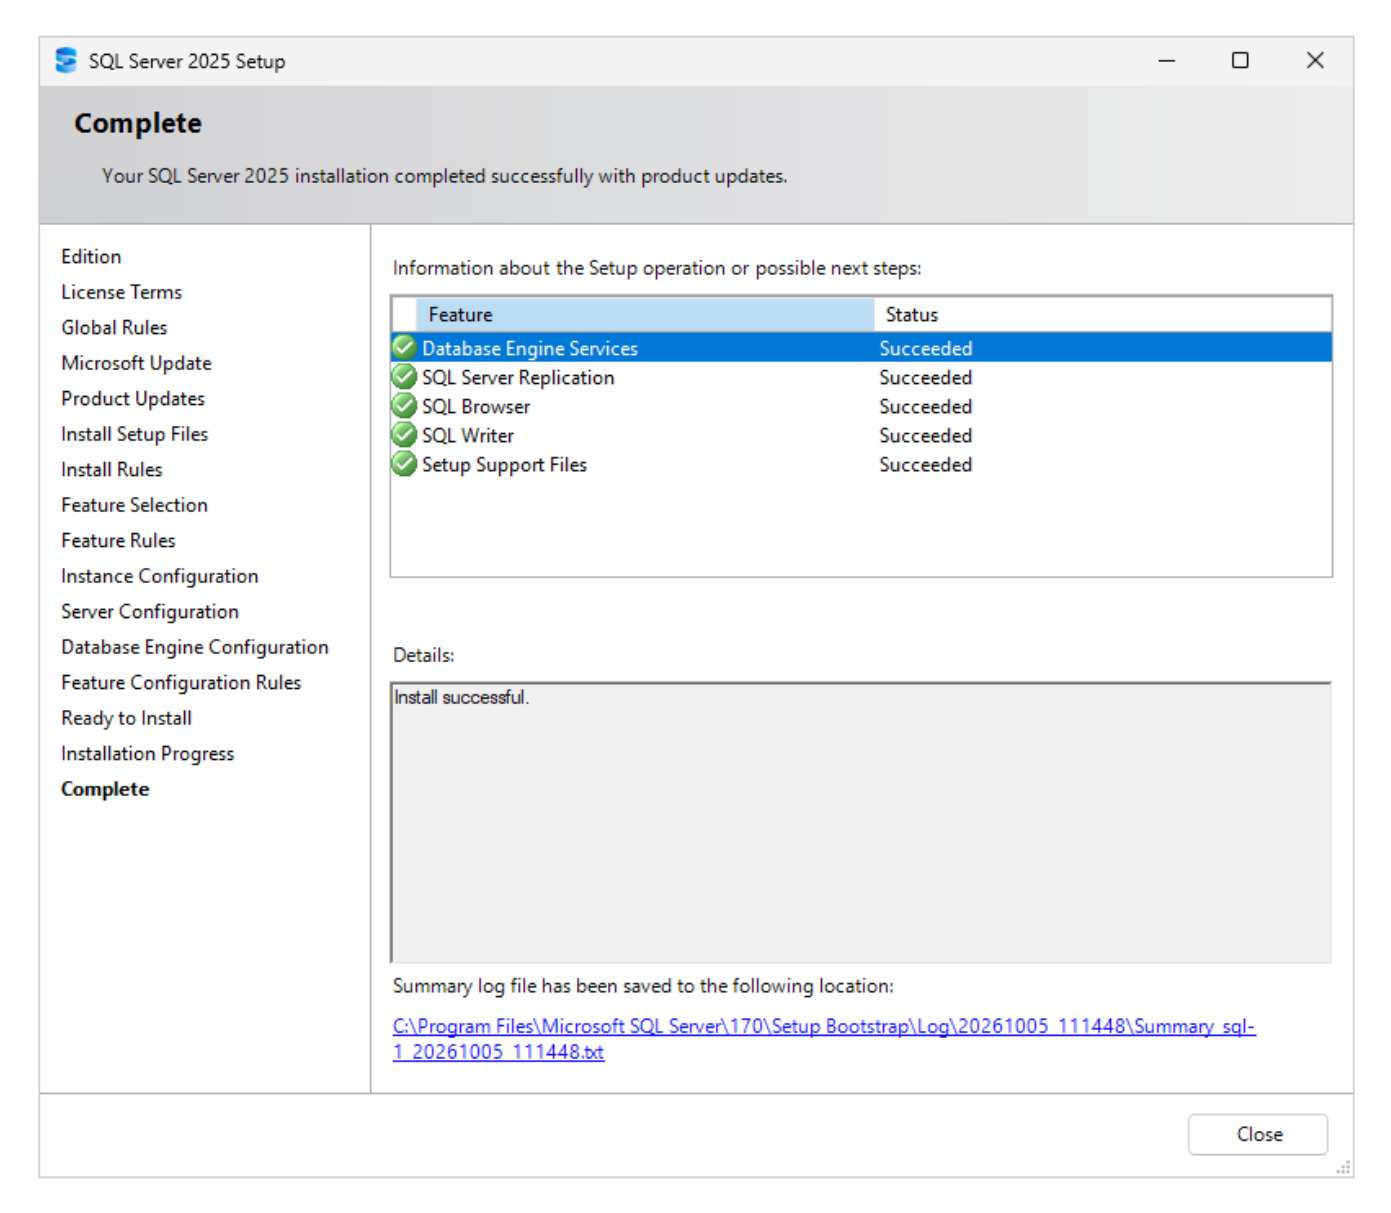 SQL Server 2025 Setup
Complete
Your SQL Server 2025 installation completed successfully with product updates.
Edition
License Terms
Global Rules
Microsoft Update
Product Updates
Install Setup Files
Install Rules
Feature Selection
Feature Rules
Instance Configuration
Server Configuration
Database Engine Configuration
Feature Configuration Rules
Ready to Install
Installation Progress
Complete
Information about the Setup operation or possible next steps:
Feature Status
Database Engine Services Succeeded
SQL Server Replication Succeeded
SQL Browser Succeeded
SQL Writer Succeeded
Setup Support Files Succeeded
Details:
Install successful.
Summary log file has been saved to the following location:
C:\Program Files\Microsoft SQL Server\170\Setup Bootstrap\Log\20261005_111448\Summary_sql-
1_20261005_111448.txt
Close